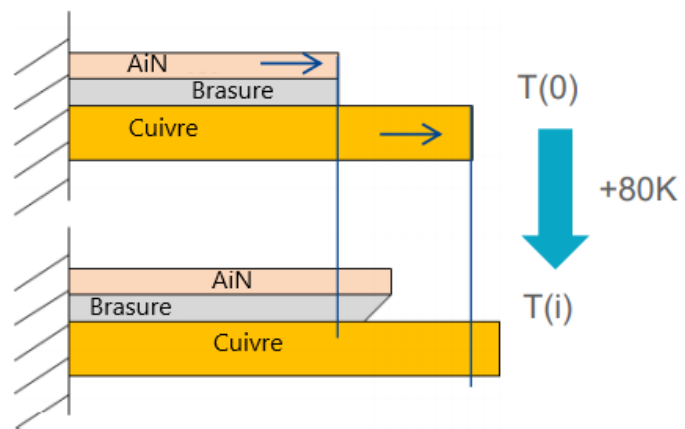 AiN
Brasure
Cuivre
T(0)
+80K
AiN
Brasure
Cuivre
T(i)